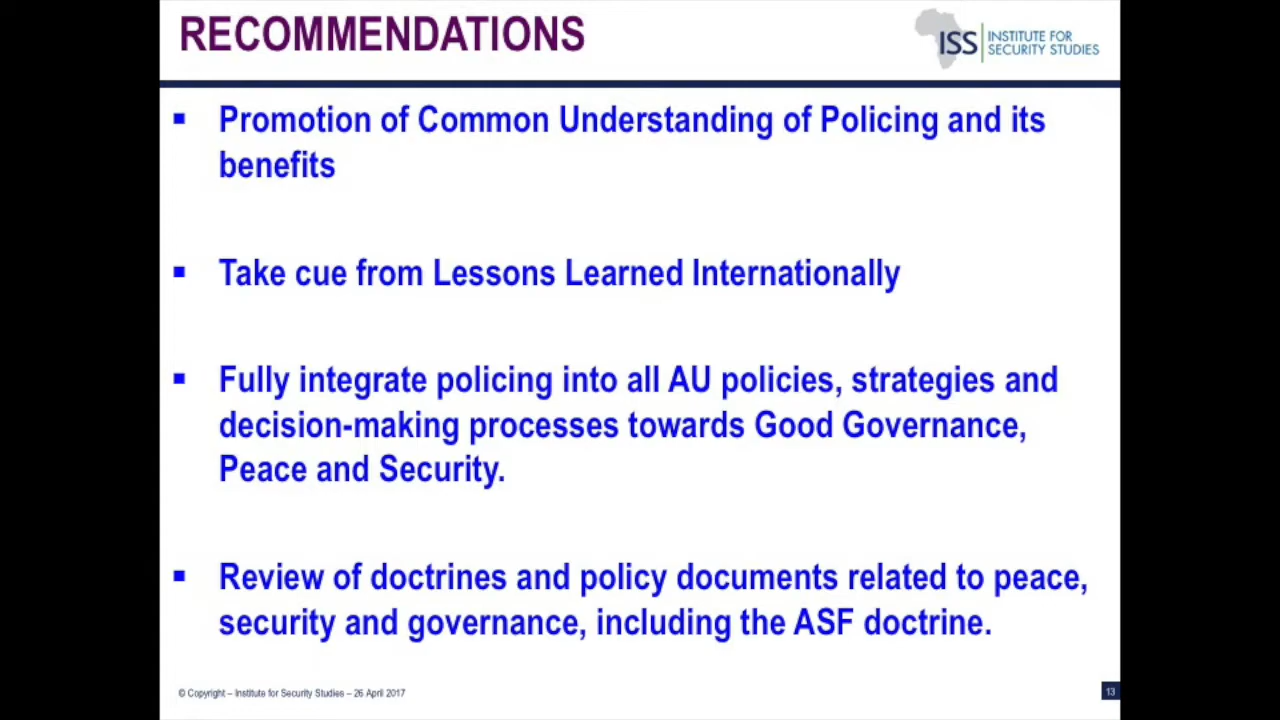 RECOMMENDATIONS
ISS INSTITUTE FOR
SECURITY STUDIES
▪ Promotion of Common Understanding of Policing and its
benefits
▪ Take cue from Lessons Learned Internationally
▪ Fully integrate policing into all AU policies, strategies and
decision-making processes towards Good Governance,
Peace and Security.
▪ Review of doctrines and policy documents related to peace,
security and governance, including the ASF doctrine.
© Copyright – Institute for Security Studies – 26 April 2017
13